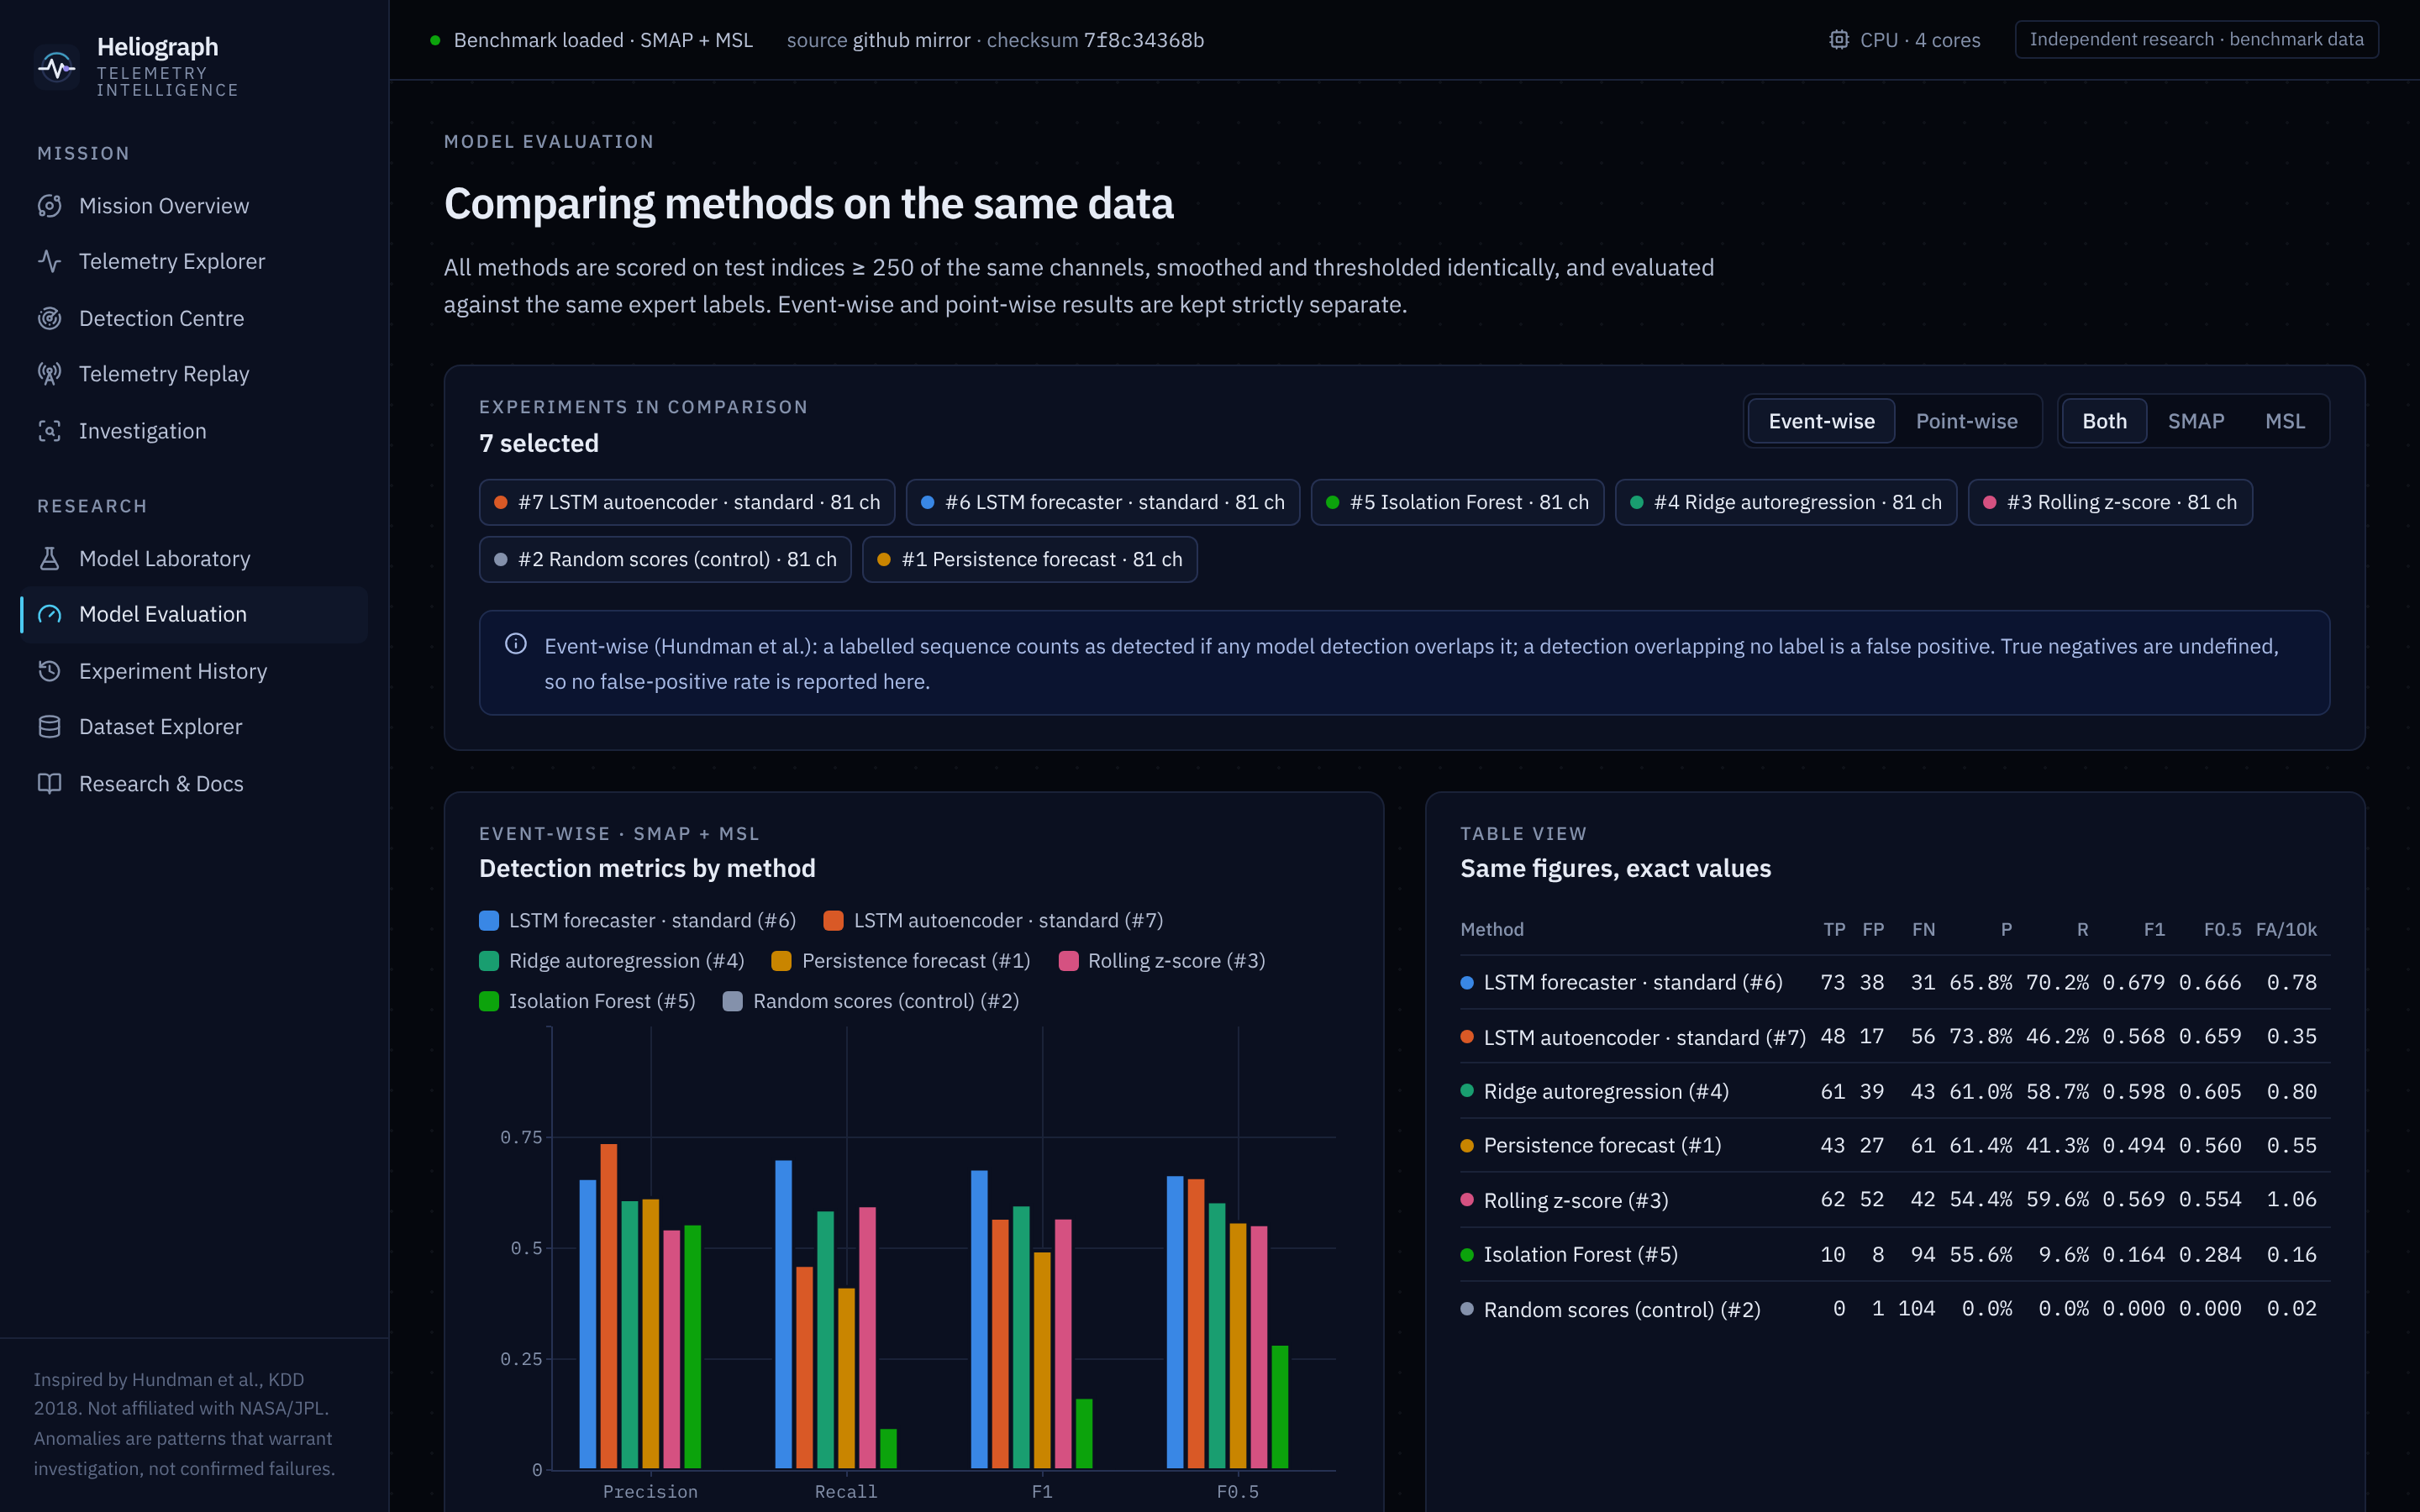 Heliograph
TELEMETRY
INTELLIGENCE
MISSION
Mission Overview
Telemetry Explorer
Detection Centre
Telemetry Replay
Investigation
RESEARCH
Model Laboratory
Model Evaluation
Experiment History
Dataset Explorer
Research & Docs
Inspired by Hundman et al., KDD
2018. Not affiliated with NASA/JPL.
Anomalies are patterns that warrant
investigation, not confirmed failures.
Benchmark loaded · SMAP + MSL source github mirror · checksum 7f8c34368b
CPU · 4 cores Independent research · benchmark data
MODEL EVALUATION
Comparing methods on the same data
All methods are scored on test indices ≥ 250 of the same channels, smoothed and thresholded identically, and evaluated
against the same expert labels. Event-wise and point-wise results are kept strictly separate.
EXPERIMENTS IN COMPARISON
7 selected
Event-wise Point-wise Both SMAP MSL
#7 LSTM autoencoder · standard · 81 ch #6 LSTM forecaster · standard · 81 ch #5 Isolation Forest · 81 ch #4 Ridge autoregression · 81 ch #3 Rolling z-score · 81 ch
#2 Random scores (control) · 81 ch #1 Persistence forecast · 81 ch
Event-wise (Hundman et al.): a labelled sequence counts as detected if any model detection overlaps it; a detection overlapping no label is a false positive. True negatives are undefined,
so no false-positive rate is reported here.
EVENT-WISE · SMAP + MSL
Detection metrics by method
LSTM forecaster · standard (#6) LSTM autoencoder · standard (#7)
Ridge autoregression (#4) Persistence forecast (#1) Rolling z-score (#3)
Isolation Forest (#5) Random scores (control) (#2)
0.75
0.5
0.25
0
Precision Recall F1 F0.5
TABLE VIEW
Same figures, exact values
Method TP FP FN P R F1 F0.5 FA/10k
LSTM forecaster · standard (#6) 73 38 31 65.8% 70.2% 0.679 0.666 0.78
LSTM autoencoder · standard (#7) 48 17 56 73.8% 46.2% 0.568 0.659 0.35
Ridge autoregression (#4) 61 39 43 61.0% 58.7% 0.598 0.605 0.80
Persistence forecast (#1) 43 27 61 61.4% 41.3% 0.494 0.560 0.55
Rolling z-score (#3) 62 52 42 54.4% 59.6% 0.569 0.554 1.06
Isolation Forest (#5) 10 8 94 55.6% 9.6% 0.164 0.284 0.16
Random scores (control) (#2) 0 1 104 0.0% 0.0% 0.000 0.000 0.02